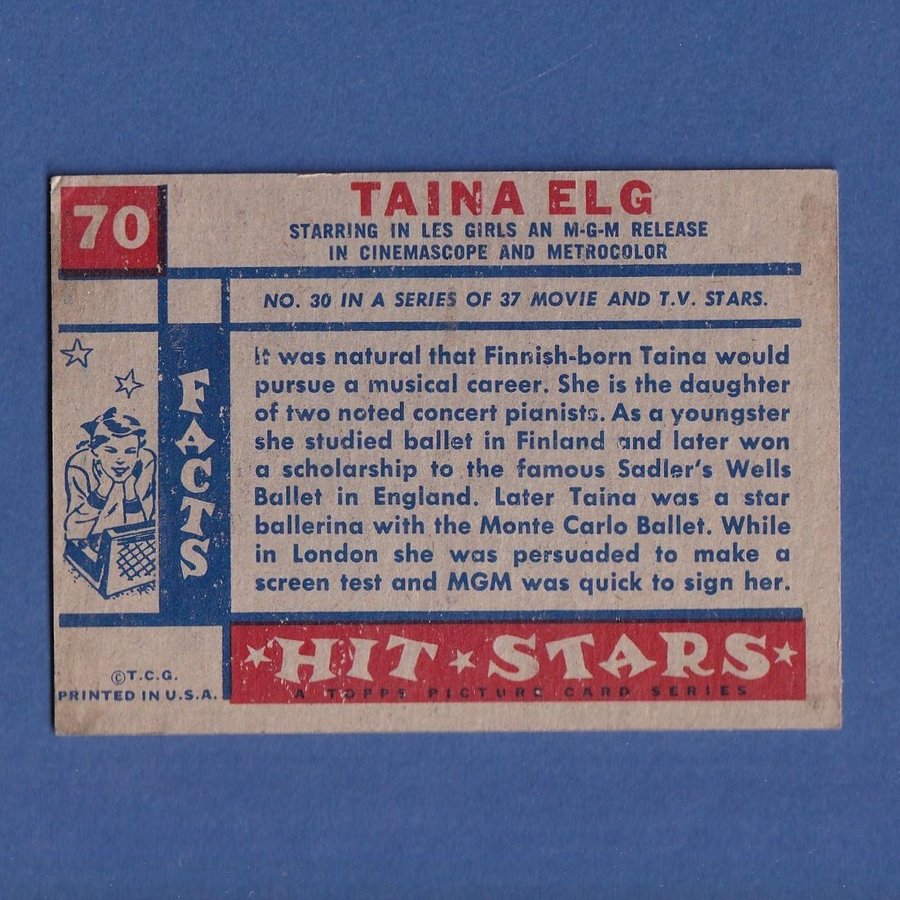 70
TAINA ELG
STARRING IN LES GIRLS AN M-G-M RELEASE
IN CINEMASCOPE AND METROCOLOR
NO. 30 IN A SERIES OF 37 MOVIE AND T.V. STARS.
FACTS
It was natural that Finnish-born Taina would
pursue a musical career. She is the daughter
of two noted concert pianists. As a youngster
she studied ballet in Finland and later won
a scholarship to the famous Sadler's Wells
Ballet in England. Later Taina was a star
ballerina with the Monte Carlo Ballet. While
in London she was persuaded to make a
screen test and MGM was quick to sign her.
HIT STARS
A TOPPS PICTURE CARD SERIES
©T.C.G.
PRINTED IN U.S.A.